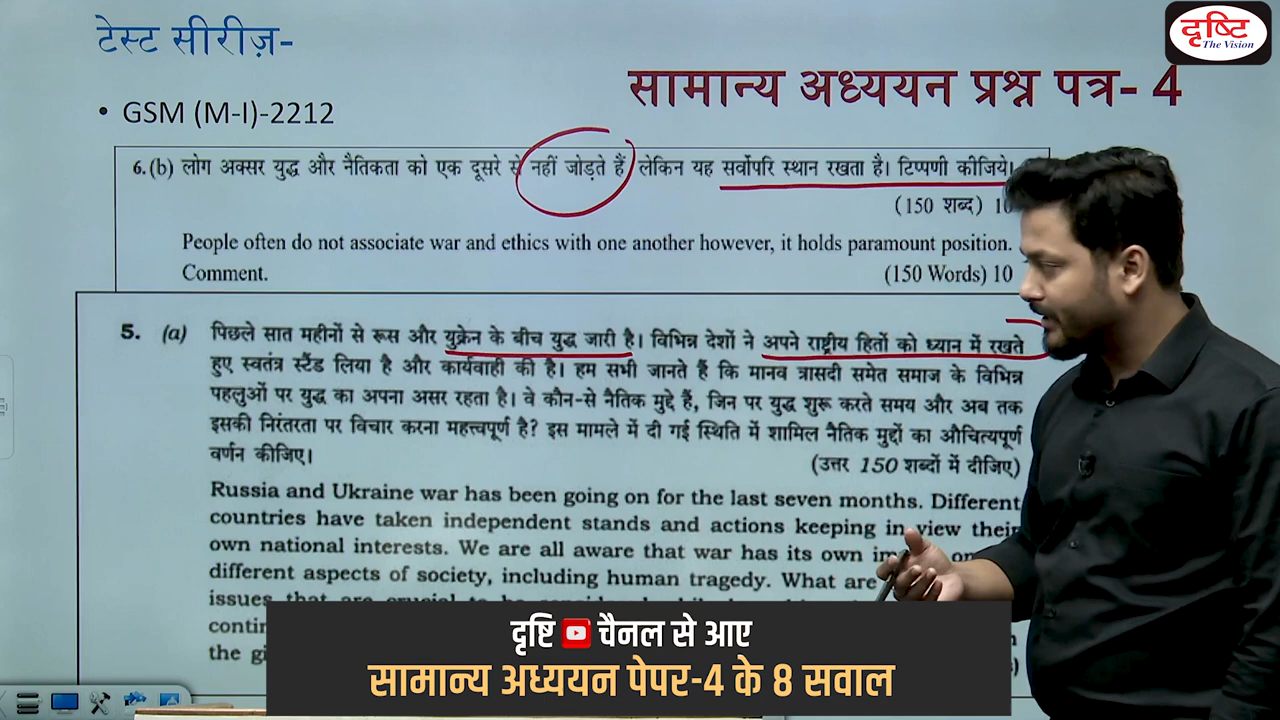 टेस्ट सीरीज़-
दृष्टि
The Vision
सामान्य अध्ययन प्रश्न पत्र- 4
• GSM (M-I)-2212
6.(b) लोग अक्सर युद्ध और नैतिकता को एक दूसरे से नहीं जोड़ते हैं लेकिन यह सर्वोपरि स्थान रखता है। टिप्पणी कीजिये।
(150 शब्द) 10
People often do not associate war and ethics with one another however, it holds paramount position.
Comment. (150 Words) 10
5. (a) पिछले सात महीनों से रूस और युक्रेन के बीच युद्ध जारी है। विभिन्न देशों ने अपने राष्ट्रीय हितों को ध्यान में रखते
हुए स्वतंत्र स्टैंड लिया है और कार्यवाही की है। हम सभी जानते हैं कि मानव त्रासदी समेत समाज के विभिन्न
पहलुओं पर युद्ध का अपना असर रहता है। वे कौन-से नैतिक मुद्दे हैं, जिन पर युद्ध शुरू करते समय और अब तक
इसकी निरंतरता पर विचार करना महत्त्वपूर्ण है? इस मामले में दी गई स्थिति में शामिल नैतिक मुद्दों का औचित्यपूर्ण
वर्णन कीजिए। (उत्तर 150 शब्दों में दीजिए)
Russia and Ukraine war has been going on for the last seven months. Different
countries have taken independent stands and actions keeping in view their
own national interests. We are all aware that war has its own
different aspects of society, including human tragedy. What are
issues that are
the
दृष्टि चैनल से आए
सामान्य अध्ययन पेपर-4 के 8 सवाल